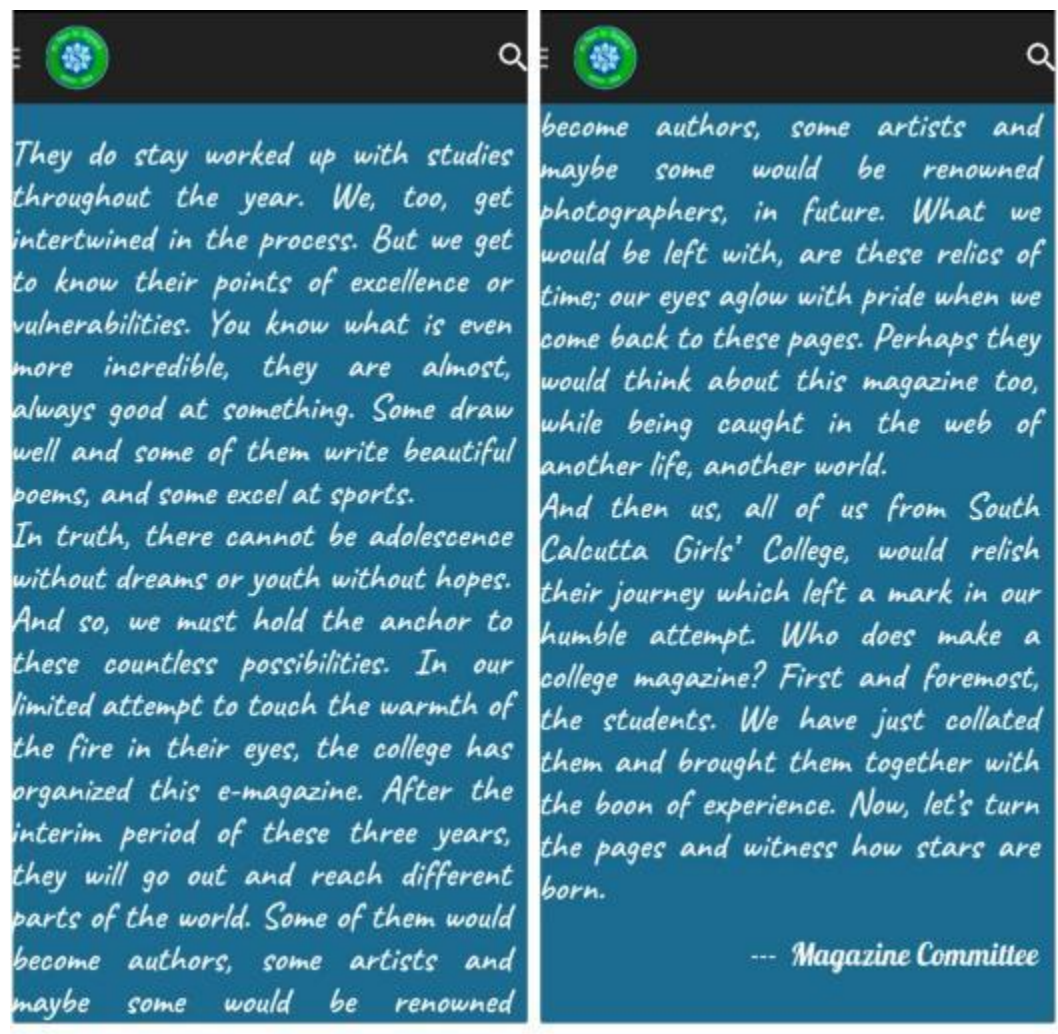 They do stay worked up with studies
throughout the year. We, too, get
intertwined in the process. But we get
to know their points of excellence or
vulnerabilities. You know what is even
more incredible, they are almost,
always good at something. Some draw
well and some of them write beautiful
poems, and some excel at sports.
In truth, there cannot be adolescence
without dreams or youth without hopes.
And so, we must hold the anchor to
these countless possibilities. In our
limited attempt to touch the warmth of
the fire in their eyes, the college has
organized this e-magazine. After the
interim period of these three years,
they will go out and reach different
parts of the world. Some of them would
become authors, some artists and
maybe some would be renowned
become authors, some artists and
maybe some would be renowned
photographers, in future. What we
would be left with, are these relics of
time; our eyes aglow with pride when we
come back to these pages. Perhaps they
would think about this magazine too,
while being caught in the web of
another life, another world.
And then us, all of us from South
Calcutta Girls' College, would relish
their journey which left a mark in our
humble attempt. Who does make a
college magazine? First and foremost,
the students. We have just collated
them and brought them together with
the boon of experience. Now, let's turn
the pages and witness how stars are
born.
--- Magazine Committee